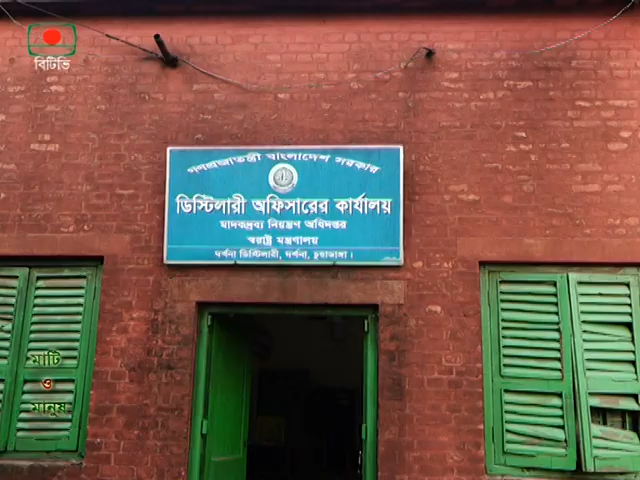 বিটিভি
গণপ্রজাতন্ত্রী বাংলাদেশ সরকার
ডিস্টিলারী অফিসারের কার্যালয়
মাদকদ্রব্য নিয়ন্ত্রণ অধিদপ্তর
স্বরাষ্ট্র মন্ত্রণালয়
দর্শনা ডিস্টিলারী, দর্শনা, চুয়াডাঙ্গা।
মাটি
ও
মানুষ